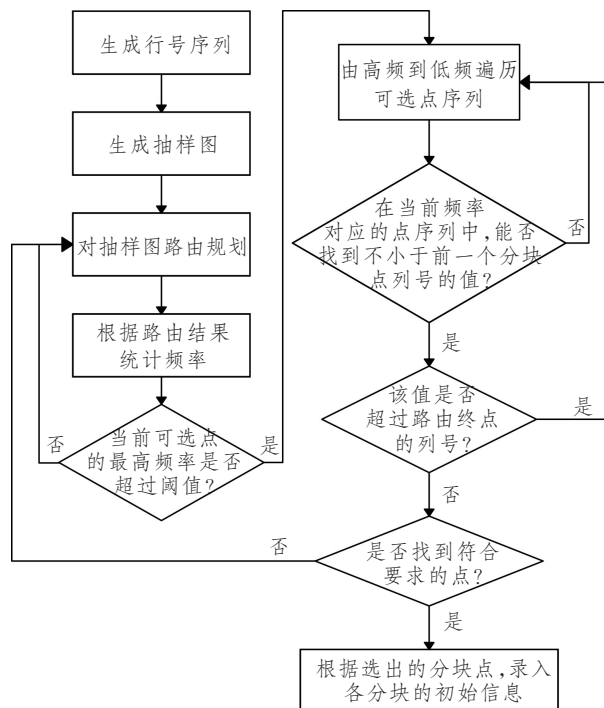 生成行号序列
生成抽样图
对抽样图路由规划
根据路由结果
统计频率
当前可选点
的最高频率是否
超过阈值?
否
是
由高频到低频遍历
可选点序列
在当前频率
对应的点序列中,能否
找到不小于前一个分块
点列号的值?
否
是
该值是否
超过路由终点
的列号?
是
否
是否找到符合
要求的点?
否
是
根据选出的分块点,录入
各分块的初始信息